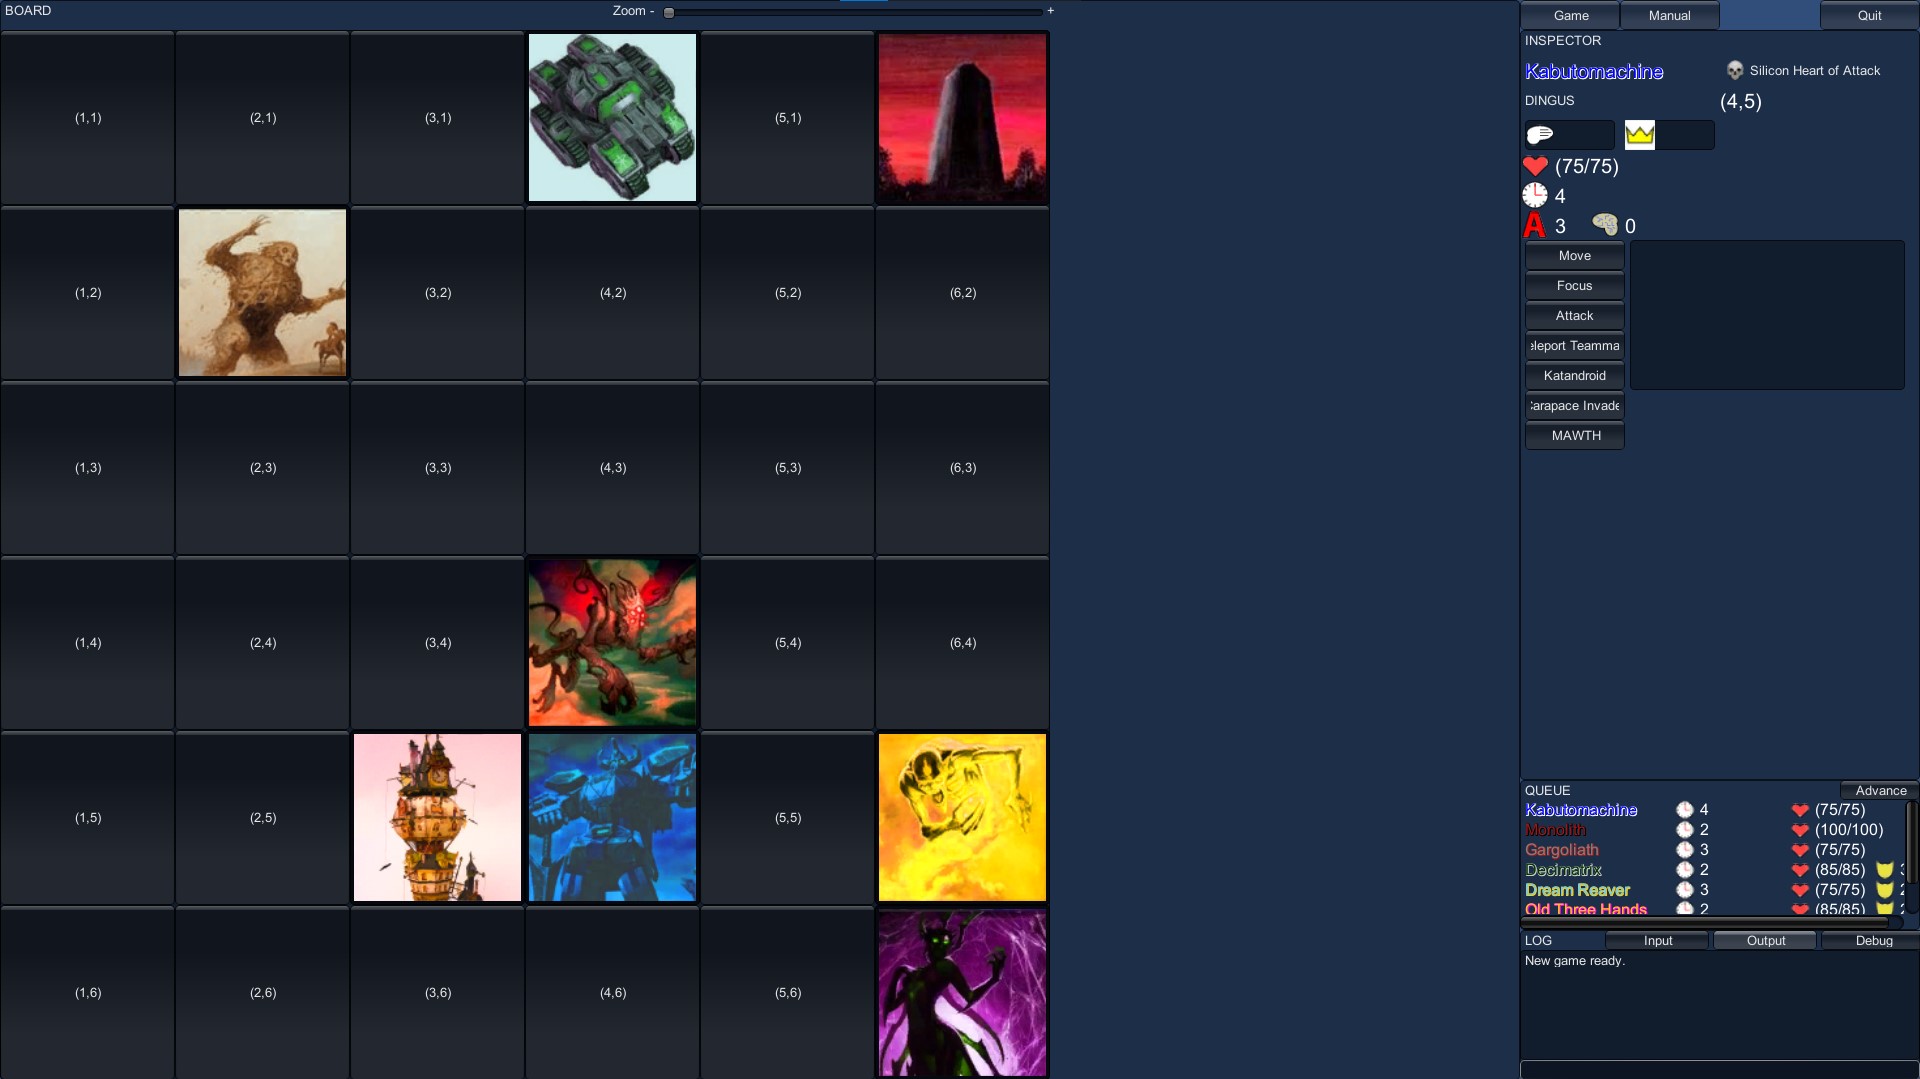 BOARD
Zoom - +
Game Manual Quit
INSPECTOR
Kabutomachine Silicon Heart of Attack
DINGUS (4,5)
(75/75)
4
A 3 0
Move
Focus
Attack
eleport Teamma
Katandroid
Carapace Invade
MAWTH
(1,1) (2,1) (3,1) (5,1)
(1,2) (3,2) (4,2) (5,2) (6,2)
(1,3) (2,3) (3,3) (4,3) (5,3) (6,3)
(1,4) (2,4) (3,4) (5,4) (6,4)
(1,5) (2,5) (5,5)
(1,6) (2,6) (3,6) (4,6) (5,6)
QUEUE Advance
Kabutomachine 4 (75/75)
Monolith 2 (100/100)
Gargoliath 3 (75/75)
Decimatrix 2 (85/85)
Dream Reaver 3 (75/75)
Old Three Hands 2 (85/85)
LOG Input Output Debug
New game ready.